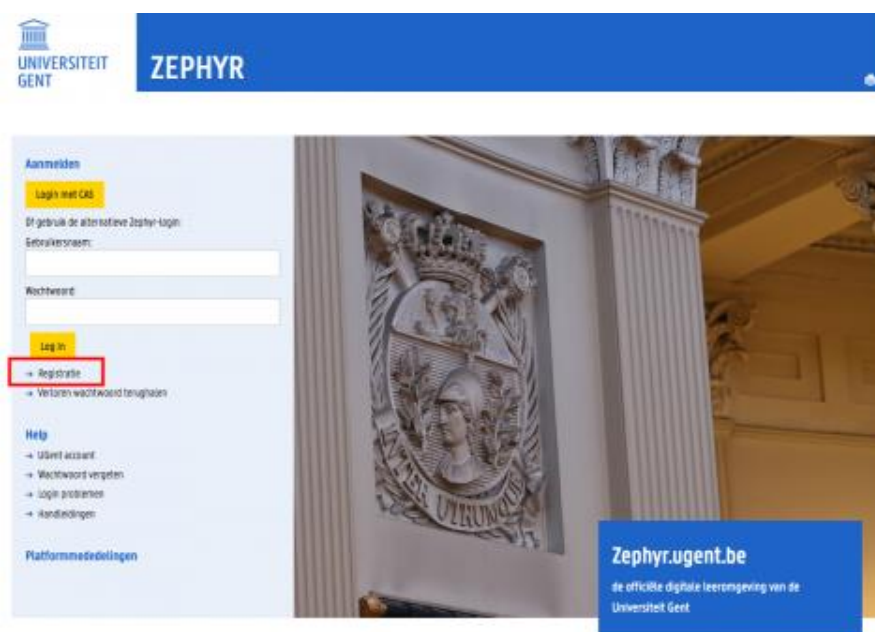 UNIVERSITEIT
GENT
ZEPHYR
Aanmelden
Login met CAS
Of gebruik de alternatieve Zephyr-login:
Gebruikersnaam:
Wachtwoord:
Log in
→ Registratie
→ Verloren wachtwoord terughalen
Help
→ UGent account
→ Wachtwoord vergeten
→ Login problemen
→ Handleidingen
Platformmededelingen
INTER UTRUMQUE
Zephyr.ugent.be
de officiële digitale leeromgeving van de
Universiteit Gent